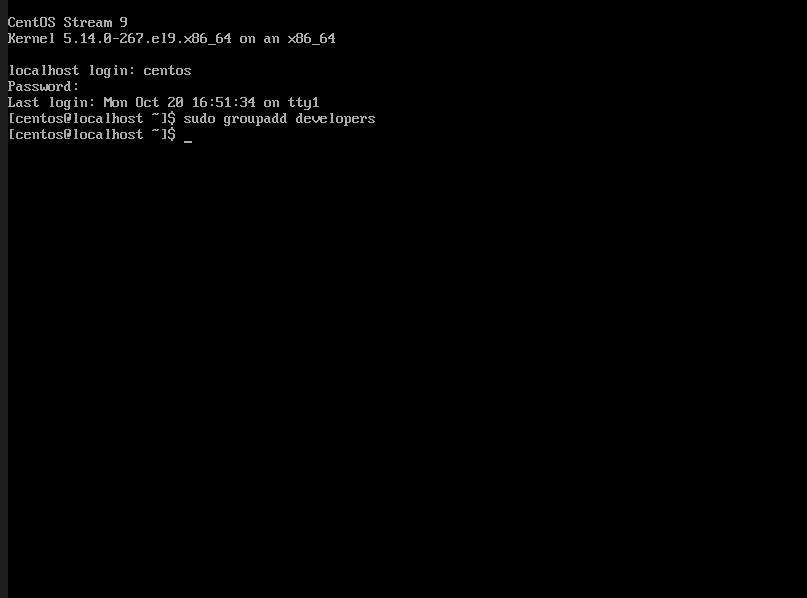 CentOS Stream 9
Kernel 5.14.0-267.el9.x86_64 on an x86_64
localhost login: centos
Password:
Last login: Mon Oct 20 16:51:34 on tty1
[centos@localhost ~]$ sudo groupadd developers
[centos@localhost ~]$ _